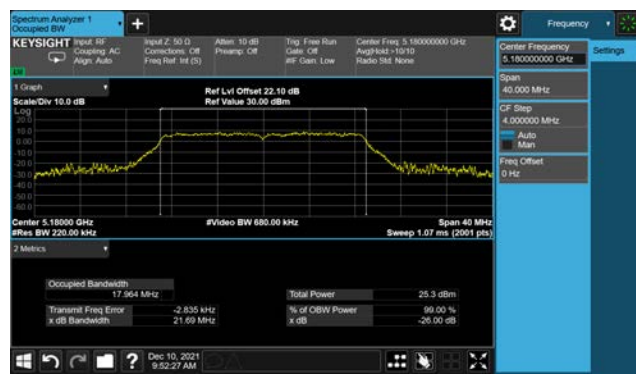 Spectrum Analyzer 1
Occupied BW
Frequency
KEYSIGHT
Input: RF
Coupling: AC
Align: Auto
Input Z: 50 Ω
Corrections: Off
Freq Ref: Int (S)
Atten: 10 dB
Preamp: Off
Trig: Free Run
Gate: Off
#IF Gain: Low
Center Freq: 5.180000000 GHz
Avg|Hold:>10/10
Radio Std: None
Center Frequency
5.180000000 GHz
Settings
Span
40.000 MHz
CF Step
4.000000 MHz
Auto
Man
Freq Offset
0 Hz
1 Graph
Scale/Div 10.0 dB
Ref Lvl Offset 22.10 dB
Ref Value 30.00 dBm
Log
20.0
10.0
0.00
-10.0
-20.0
-30.0
-40.0
-50.0
-60.0
Center 5.18000 GHz
#Res BW 220.00 kHz
#Video BW 680.00 kHz
Span 40 MHz
Sweep 1.07 ms (2001 pts)
2 Metrics
Occupied Bandwidth
17.964 MHz
Total Power 25.3 dBm
Transmit Freq Error -2.835 kHz
% of OBW Power 99.00 %
x dB Bandwidth 21.69 MHz
x dB -26.00 dB
?
Dec 10, 2021
9:52:27 AM